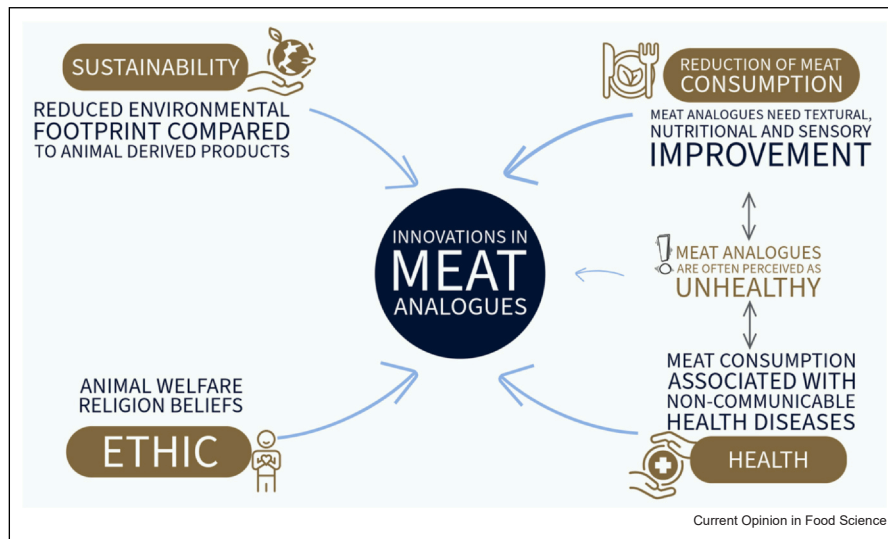 SUSTAINABILITY
REDUCED ENVIRONMENTAL
FOOTPRINT COMPARED
TO ANIMAL DERIVED PRODUCTS
REDUCTION OF MEAT
CONSUMPTION
MEAT ANALOGUES NEED TEXTURAL,
NUTRITIONAL AND SENSORY
IMPROVEMENT
INNOVATIONS IN
MEAT
ANALOGUES
! MEAT ANALOGUES
ARE OFTEN PERCEIVED AS
UNHEALTHY
ANIMAL WELFARE
RELIGION BELIEFS
ETHIC
MEAT CONSUMPTION
ASSOCIATED WITH
NON-COMMUNICABLE
HEALTH DISEASES
HEALTH
Current Opinion in Food Science